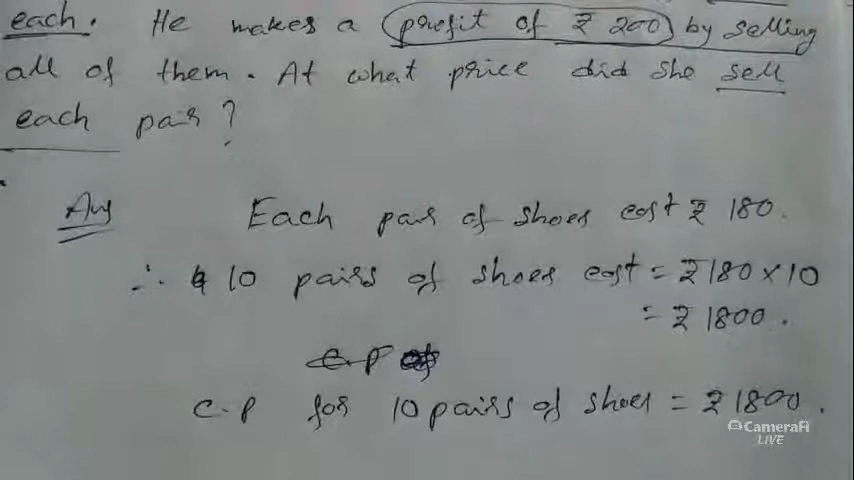 each. He makes a profit of ₹ 200 by selling
all of them. At what price did she sell
each pair?
Ans Each pair of shoes cost ₹ 180.
∴ 10 pairs of shoes cost = ₹180 × 10
= ₹ 1800.
C.P
C.P for 10 pairs of shoes = ₹1800.
CameraFi
LIVE